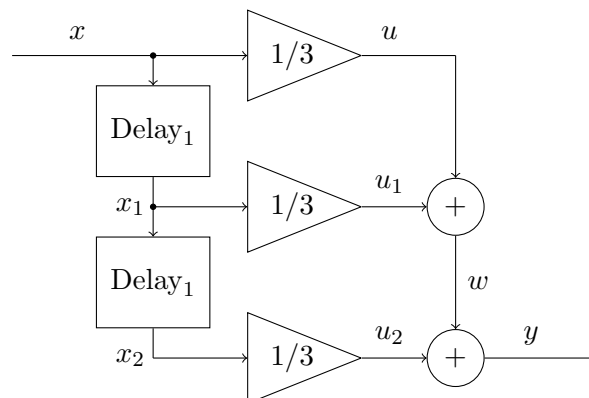 x
1/3
u
Delay₁
x₁
1/3
u₁
+
Delay₁
w
x₂
1/3
u₂
+
y